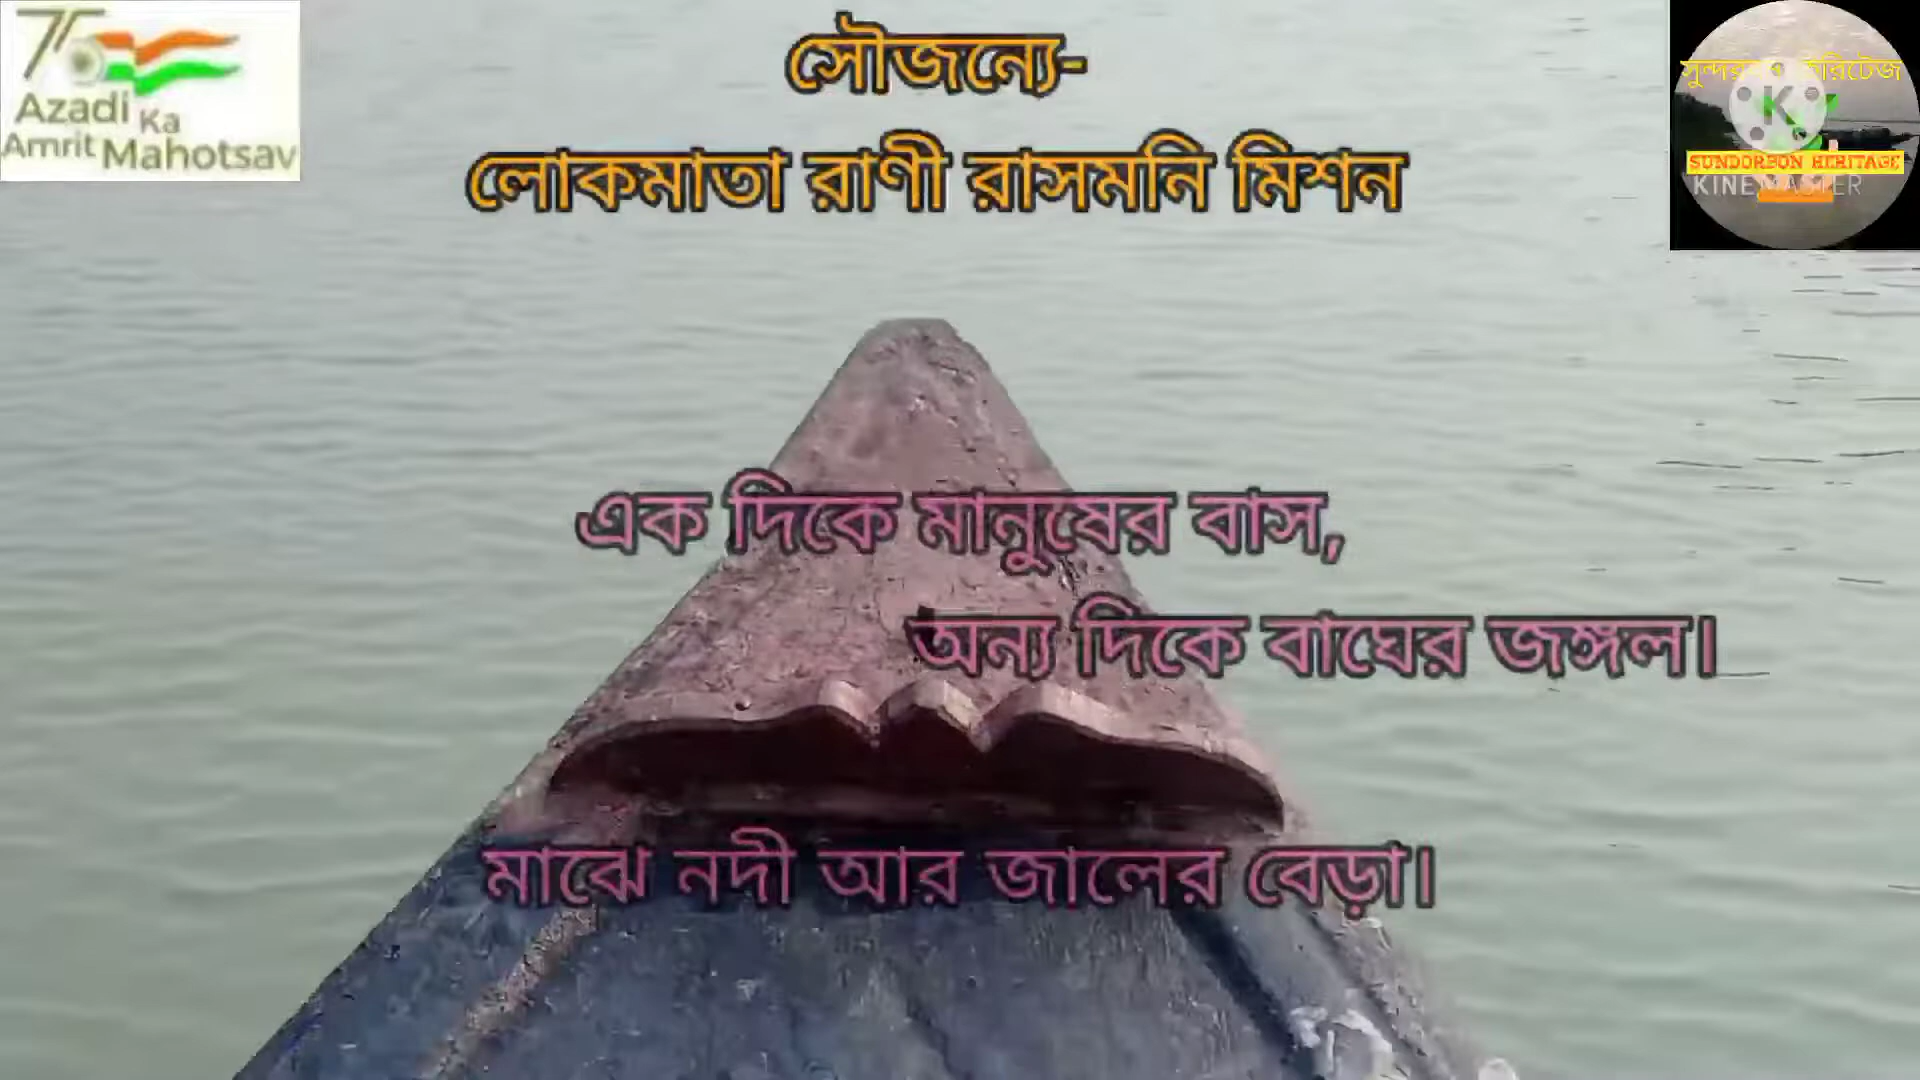 Azadi Ka
Amrit Mahotsav
সৌজন্যে-
লোকমাতা রাণী রাসমনি মিশন
SUNDORBON HERITAGE
KINEMASTER
এক দিকে মানুষের বাস,
অন্য দিকে বাঘের জঙ্গল।
মাঝে নদী আর জালের বেড়া।